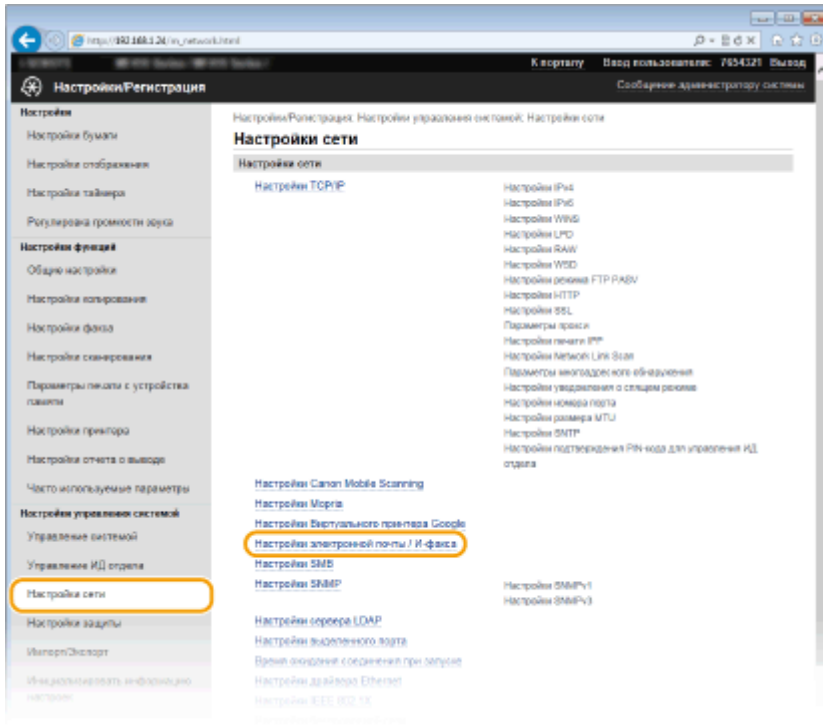 http://192.168.1.24/m_network.html
К порталу Ввод пользователя: 7654321 Выход
Настройки/Регистрация
Сообщение администратору системы
Настройки
Настройки бумаги
Настройки отображения
Настройки таймера
Регулировка громкости звука
Настройки функций
Общие настройки
Настройки копирования
Настройки факса
Настройки сканирования
Параметры печати с устройства
памяти
Настройки принтера
Настройки отчета о выводе
Часто используемые параметры
Настройки управления системой
Управление системой
Управление ИД отдела
Настройки сети
Настройки защиты
Импорт/Экспорт
Инициализировать информацию
настроек
Настройки/Регистрация: Настройки управления системой: Настройки сети
Настройки сети
Настройки сети
Настройки TCP/IP
Настройки IPv4
Настройки IPv6
Настройки WINS
Настройки LPD
Настройки RAW
Настройки WSD
Настройки режима FTP PASV
Настройки HTTP
Настройки SSL
Параметры прокси
Настройки печати IPP
Настройки Network Link Scan
Параметры многоадресного обнаружения
Настройки уведомления о спящем режиме
Настройки номера порта
Настройки размера MTU
Настройки SNTP
Настройки подтверждения PIN-кода для управления ИД
отдела
Настройки Canon Mobile Scanning
Настройки Mopria
Настройки Виртуального принтера Google
Настройки электронной почты / И-факса
Настройки SMB
Настройки SNMP
Настройки SNMPv1
Настройки SNMPv3
Настройки сервера LDAP
Настройки выделенного порта
Время ожидания соединения при запуске
Настройки драйвера Ethernet
Настройки IEEE 802.1X